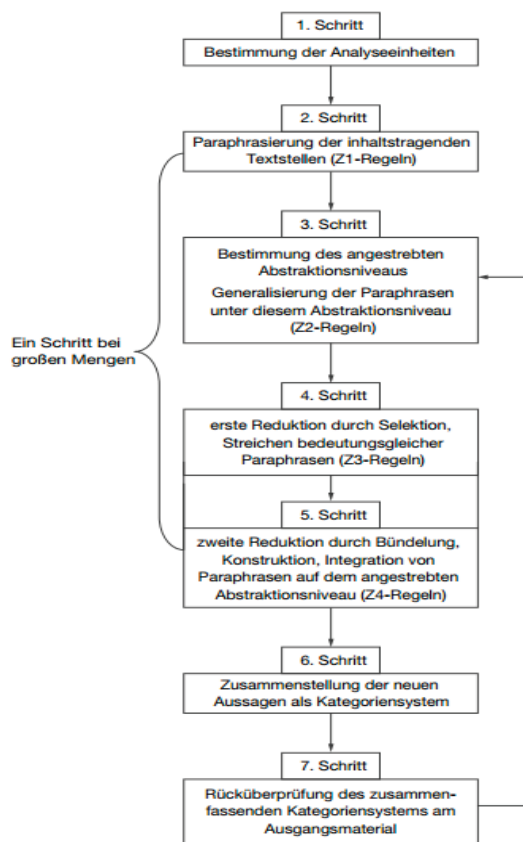 1. Schritt
Bestimmung der Analyseeinheiten
2. Schritt
Paraphrasierung der inhaltstragenden
Textstellen (Z1-Regeln)
3. Schritt
Bestimmung des angestrebten
Abstraktionsniveaus
Generalisierung der Paraphrasen
unter diesem Abstraktionsniveau
(Z2-Regeln)
Ein Schritt bei
großen Mengen
4. Schritt
erste Reduktion durch Selektion,
Streichen bedeutungsgleicher
Paraphrasen (Z3-Regeln)
5. Schritt
zweite Reduktion durch Bündelung,
Konstruktion, Integration von
Paraphrasen auf dem angestrebten
Abstraktionsniveau (Z4-Regeln)
6. Schritt
Zusammenstellung der neuen
Aussagen als Kategoriensystem
7. Schritt
Rücküberprüfung des zusammen-
fassenden Kategoriensystems am
Ausgangsmaterial